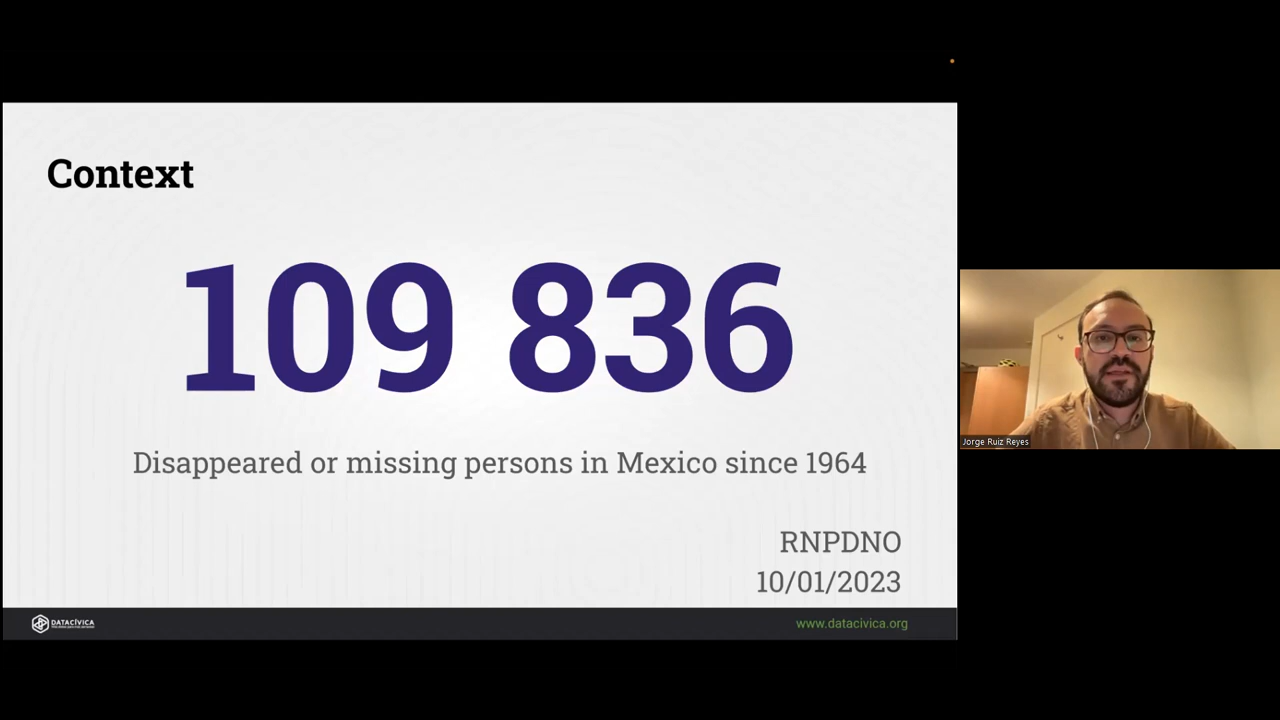 Context
109 836
Disappeared or missing persons in Mexico since 1964
RNPDNO
10/01/2023
DATACÍVICA
www.datacivica.org
Jorge Ruiz Reyes